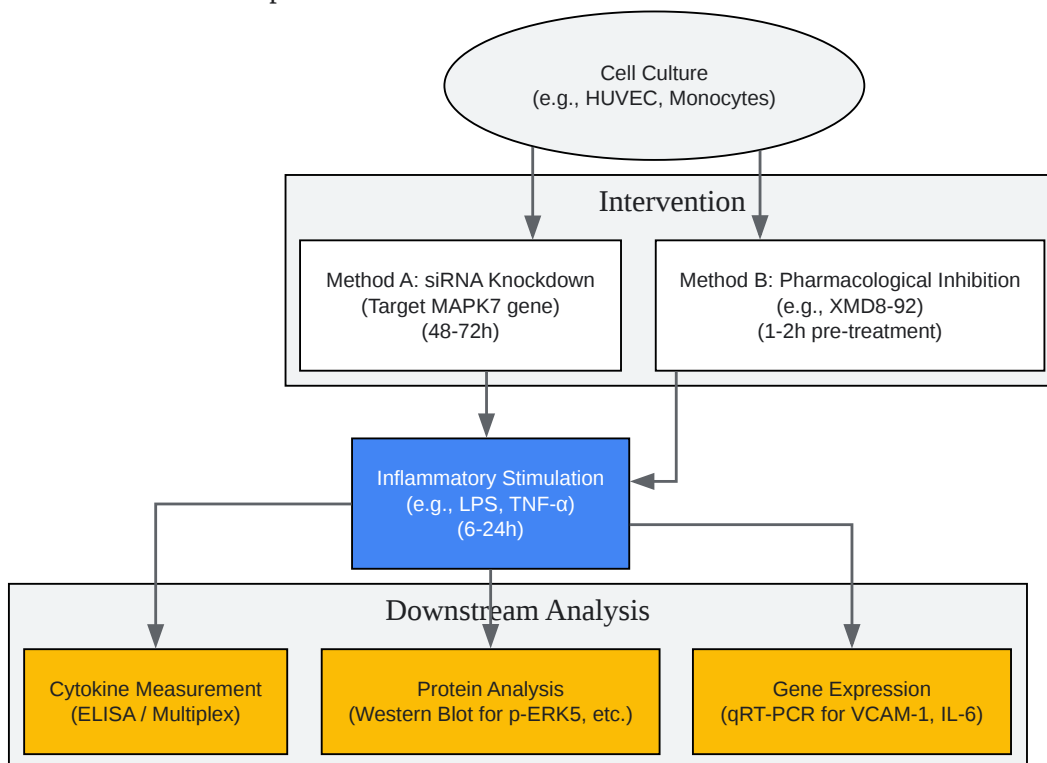 Cell Culture
(e.g., HUVEC, Monocytes)
Intervention
Method A: siRNA Knockdown
(Target MAPK7 gene)
(48-72h)
Method B: Pharmacological Inhibition
(e.g., XMD8-92)
(1-2h pre-treatment)
Inflammatory Stimulation
(e.g., LPS, TNF-α)
(6-24h)
Downstream Analysis
Cytokine Measurement
(ELISA / Multiplex)
Protein Analysis
(Western Blot for p-ERK5, etc.)
Gene Expression
(qRT-PCR for VCAM-1, IL-6)